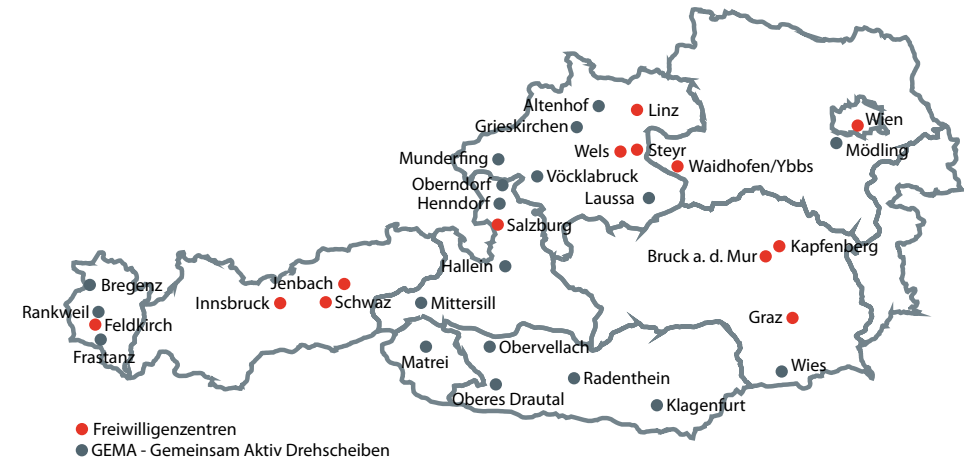 Altenhof
Linz
Grieskirchen
Wien
Mödling
Wels
Steyr
Munderfing
Waidhofen/Ybbs
Vöcklabruck
Oberndorf
Laussa
Henndorf
Salzburg
Kapfenberg
Bruck a. d. Mur
Hallein
Jenbach
Bregenz
Innsbruck
Schwaz
Mittersill
Rankweil
Feldkirch
Graz
Frastanz
Obervellach
Matrei
Wies
Radenthein
Oberes Drautal
Klagenfurt
Freiwilligenzentren
GEMA - Gemeinsam Aktiv Drehscheiben